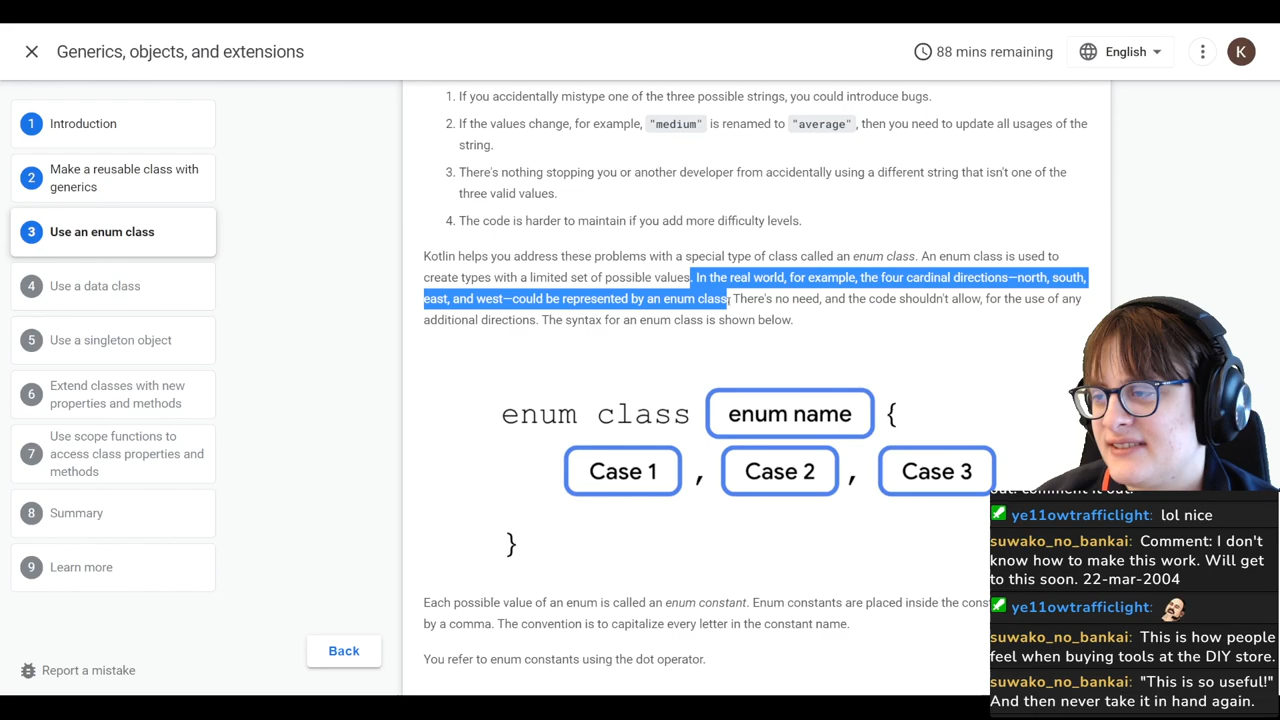 Generics, objects, and extensions
88 mins remaining
English
K
1 Introduction
2 Make a reusable class with
generics
3 Use an enum class
4 Use a data class
5 Use a singleton object
6 Extend classes with new
properties and methods
7 Use scope functions to
access class properties and
methods
8 Summary
9 Learn more
Report a mistake
1. If you accidentally mistype one of the three possible strings, you could introduce bugs.
2. If the values change, for example, "medium" is renamed to "average", then you need to update all usages of the
string.
3. There's nothing stopping you or another developer from accidentally using a different string that isn't one of the
three valid values.
4. The code is harder to maintain if you add more difficulty levels.
Kotlin helps you address these problems with a special type of class called an enum class. An enum class is used to
create types with a limited set of possible values. In the real world, for example, the four cardinal directions—north, south,
east, and west—could be represented by an enum class. There's no need, and the code shouldn't allow, for the use of any
additional directions. The syntax for an enum class is shown below.
enum class enum name {
Case 1 , Case 2 , Case 3
}
Each possible value of an enum is called an enum constant. Enum constants are placed inside the
by a comma. The convention is to capitalize every letter in the constant name.
You refer to enum constants using the dot operator.
Back
ye11owtrafficlight: lol nice
suwako_no_bankai: Comment: I don't
know how to make this work. Will get
to this soon. 22-mar-2004
ye11owtrafficlight:
suwako_no_bankai: This is how people
feel when buying tools at the DIY store.
suwako_no_bankai: "This is so useful!"
And then never take it in hand again.